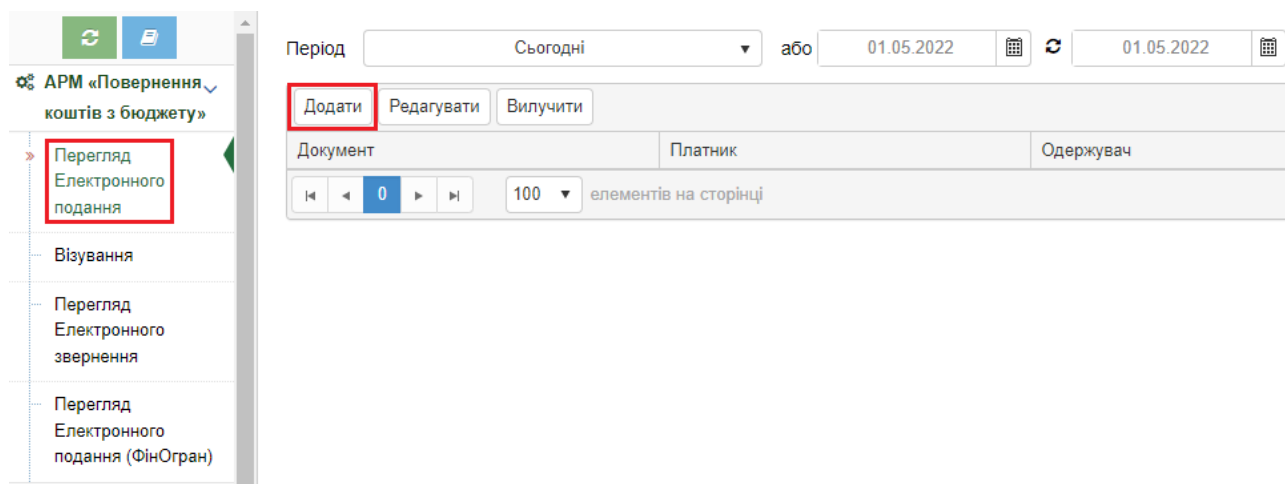 АРМ «Повернення
коштів з бюджету»
Перегляд
Електронного
подання
Візування
Перегляд
Електронного
звернення
Перегляд
Електронного
подання (ФінОгран)
Період Сьогодні або 01.05.2022 01.05.2022
Додати Редагувати Вилучити
Документ Платник Одержувач
0 100 елементів на сторінці